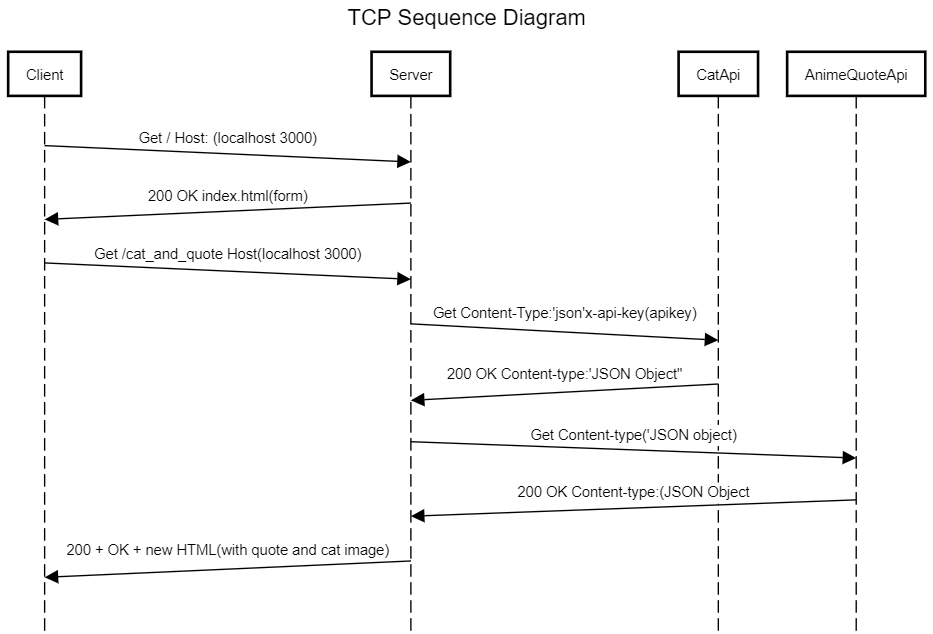 TCP Sequence Diagram
Client
Server
CatApi
AnimeQuoteApi
Get / Host: (localhost 3000)
200 OK index.html(form)
Get /cat_and_quote Host(localhost 3000)
Get Content-Type:'json'x-api-key(apikey)
200 OK Content-type:'JSON Object"
Get Content-type('JSON object)
200 OK Content-type:(JSON Object
200 + OK + new HTML(with quote and cat image)